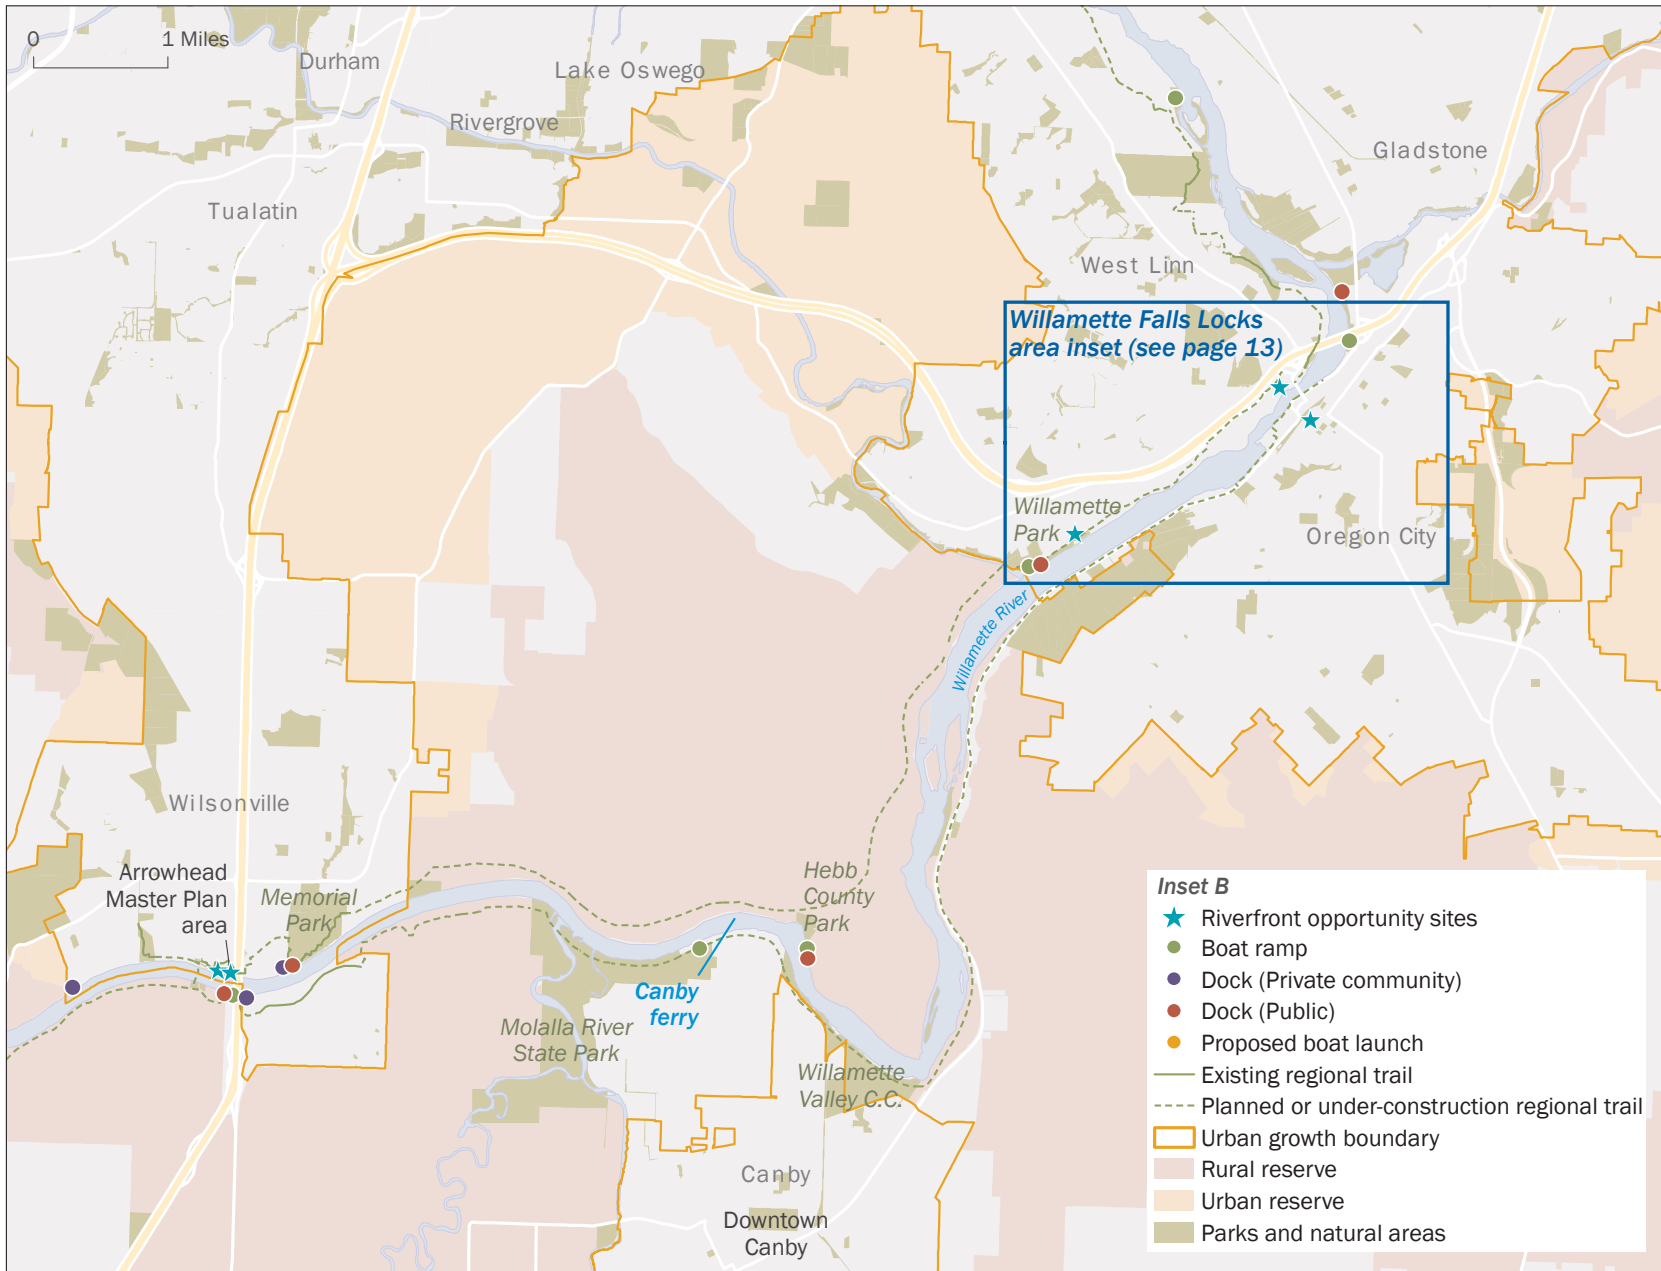 0 1 Miles
Durham
Lake Oswego
Rivergrove
Gladstone
Tualatin
West Linn
Willamette Falls Locks
area inset (see page 13)
Willamette
Park
Oregon City
Willamette River
Wilsonville
Arrowhead
Master Plan
area
Memorial
Park
Hebb
County
Park
Canby
ferry
Molalla River
State Park
Willamette
Valley C.C.
Canby
Downtown
Canby
Inset B
Riverfront opportunity sites
Boat ramp
Dock (Private community)
Dock (Public)
Proposed boat launch
Existing regional trail
Planned or under-construction regional trail
Urban growth boundary
Rural reserve
Urban reserve
Parks and natural areas